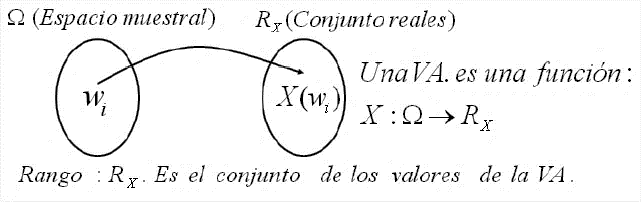 Ω (Espacio muestral)
R_X (Conjunto reales)
w_i
X(w_i)
Una VA. es una función :
X : Ω → R_X
Rango : R_X. Es el conjunto de los valores de la VA.